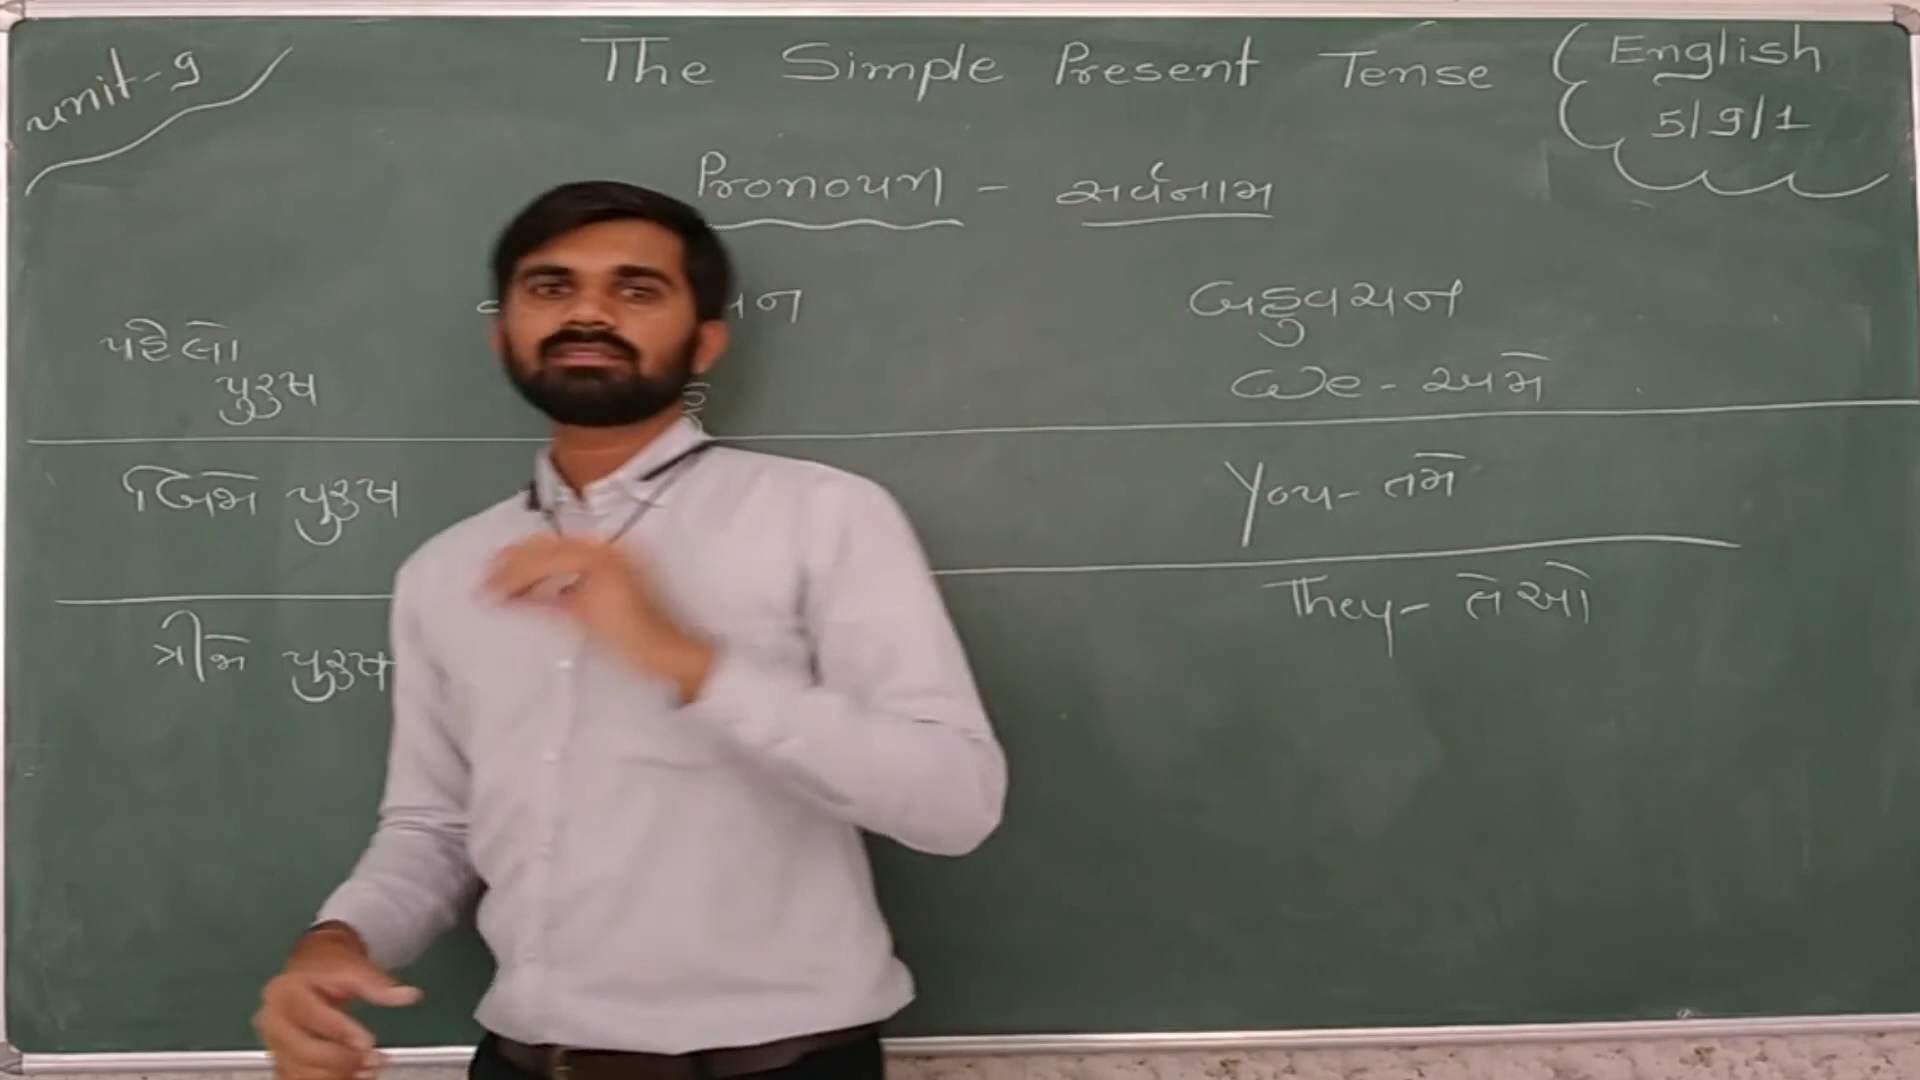 unit-9
The Simple Present Tense
English
5/9/1
Pronoun - સર્વનામ
બહુવચન
પહેલો
પુરુષ
We - અમે
બિજો પુરુષ
You - તમે
ત્રીજો પુરુષ
They - તેઓ